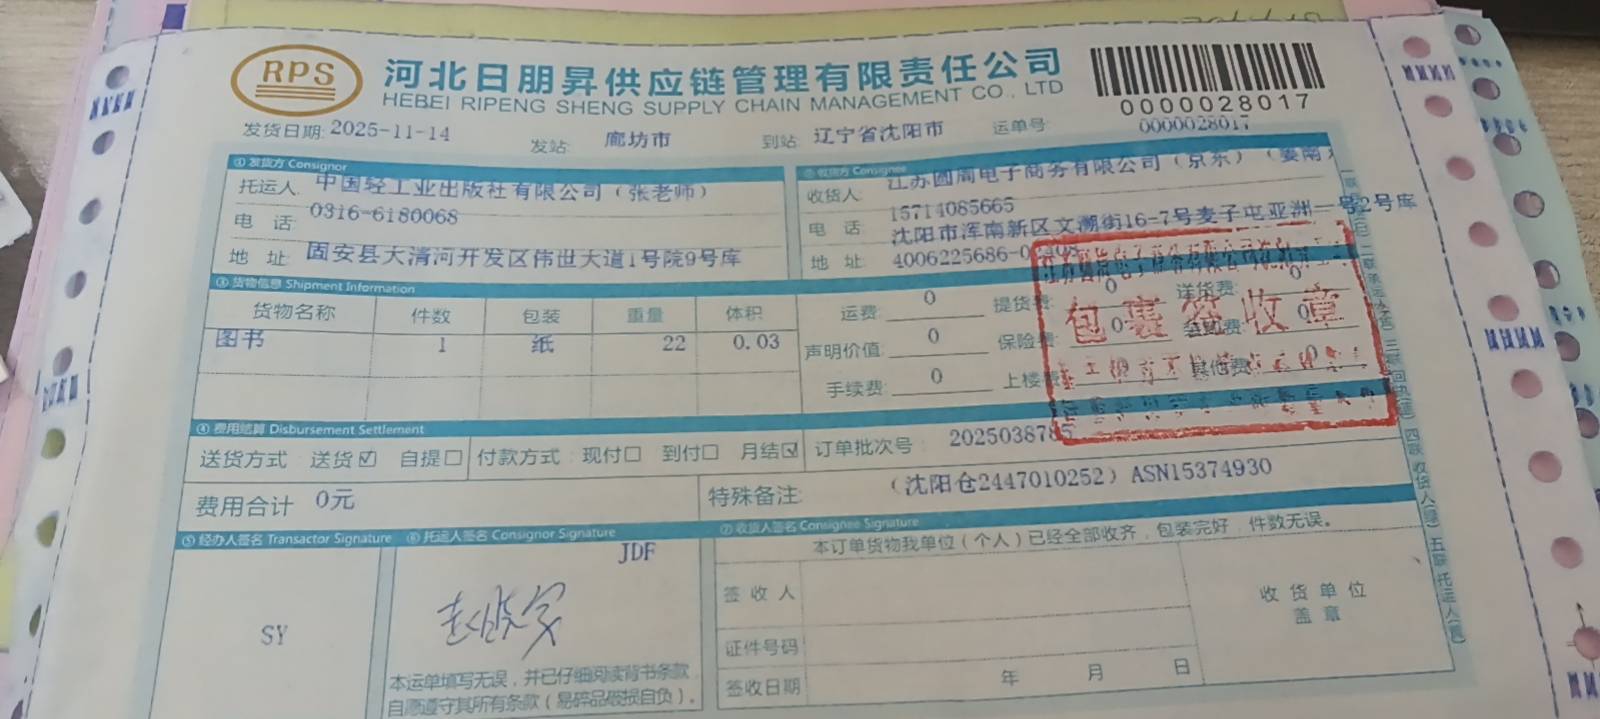 RPS
河北日朋昇供应链管理有限责任公司
HEBEI RIPENG SHENG SUPPLY CHAIN MANAGEMENT CO., LTD
0000028017
发货日期: 2025-11-14 发站: 廊坊市 到站: 辽宁省沈阳市 运单号: 0000028017
①发货方 Consignor
②收货方 Consignee
托运人: 中国轻工业出版社有限公司（张老师）
收货人: 江苏圆周电子商务有限公司（京东）
电 话: 0316-6180068
电 话: 15714085665
地 址: 固安县大清河开发区伟世大道1号院9号库
地 址: 沈阳市浑南新区文溯街16-7号麦子屯亚洲一号2号库
4006225686-0
③货物信息 Shipment Information
货物名称 件数 包装 重量 体积
图书 1 纸 22 0.03
运费: 0 提货费: 0 送货费: 0
声明价值: 0 保险费: 0 0
手续费: 0 上楼费: 其他费: 0
包裹签收章
④费用结算 Disbursement Settlement
送货方式 送货☑ 自提☐ 付款方式: 现付☐ 到付☐ 月结☑ 订单批次号: 2025038785
费用合计 0元 特殊备注: （沈阳仓2447010252）ASN15374930
⑤经办人签名 Transactor Signature
⑥托运人签名 Consignor Signature
⑦收货人签名 Consignee Signature
SY
JDF
本运单填写无误，并已仔细阅读背书条款，
自愿遵守其所有条款（易碎品破损自负）。
本订单货物我单位（个人）已经全部收齐，包装完好，件数无误。
签 收 人
证件号码
签收日期 年 月 日
收 货 单 位
盖 章